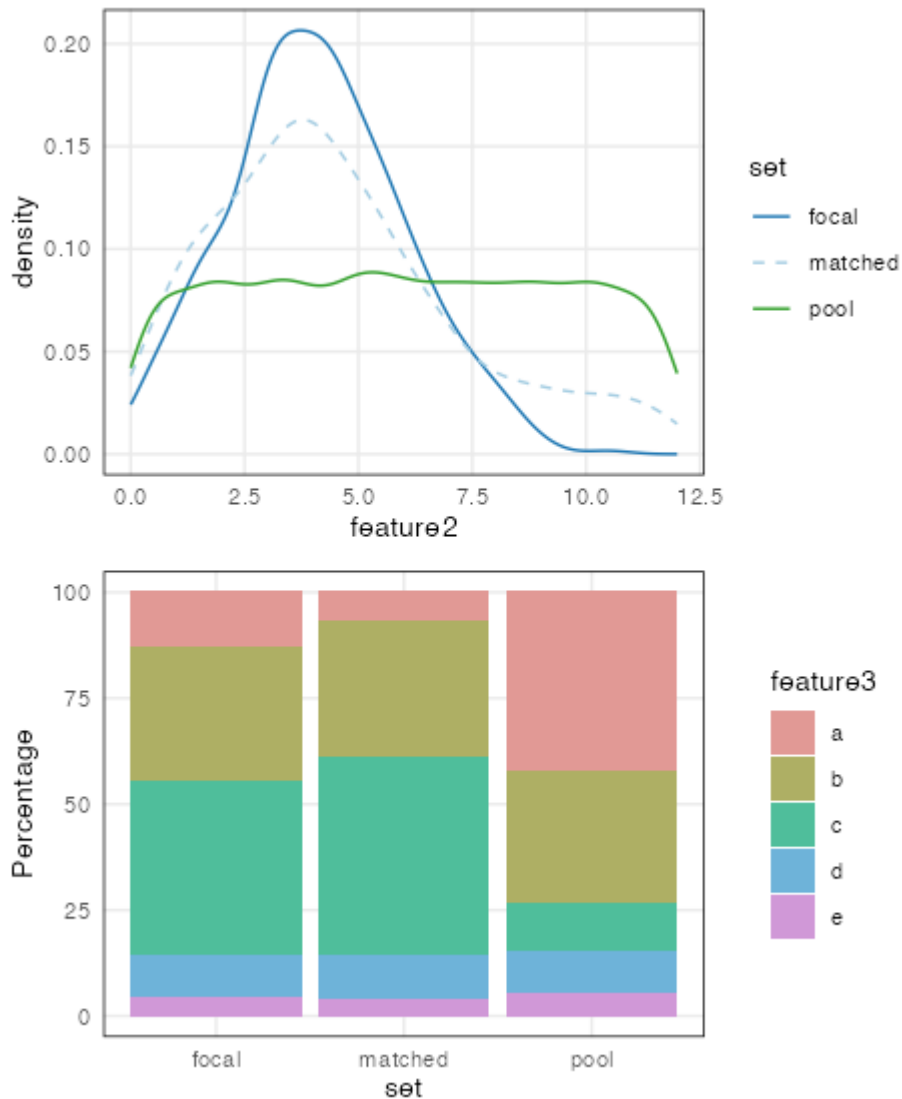 0.20
0.15
0.10
0.05
0.00
density
0.0 2.5 5.0 7.5 10.0 12.5
feature2
set
focal
matched
pool
100
75
50
25
0
Percentage
focal matched pool
set
feature3
a
b
c
d
e